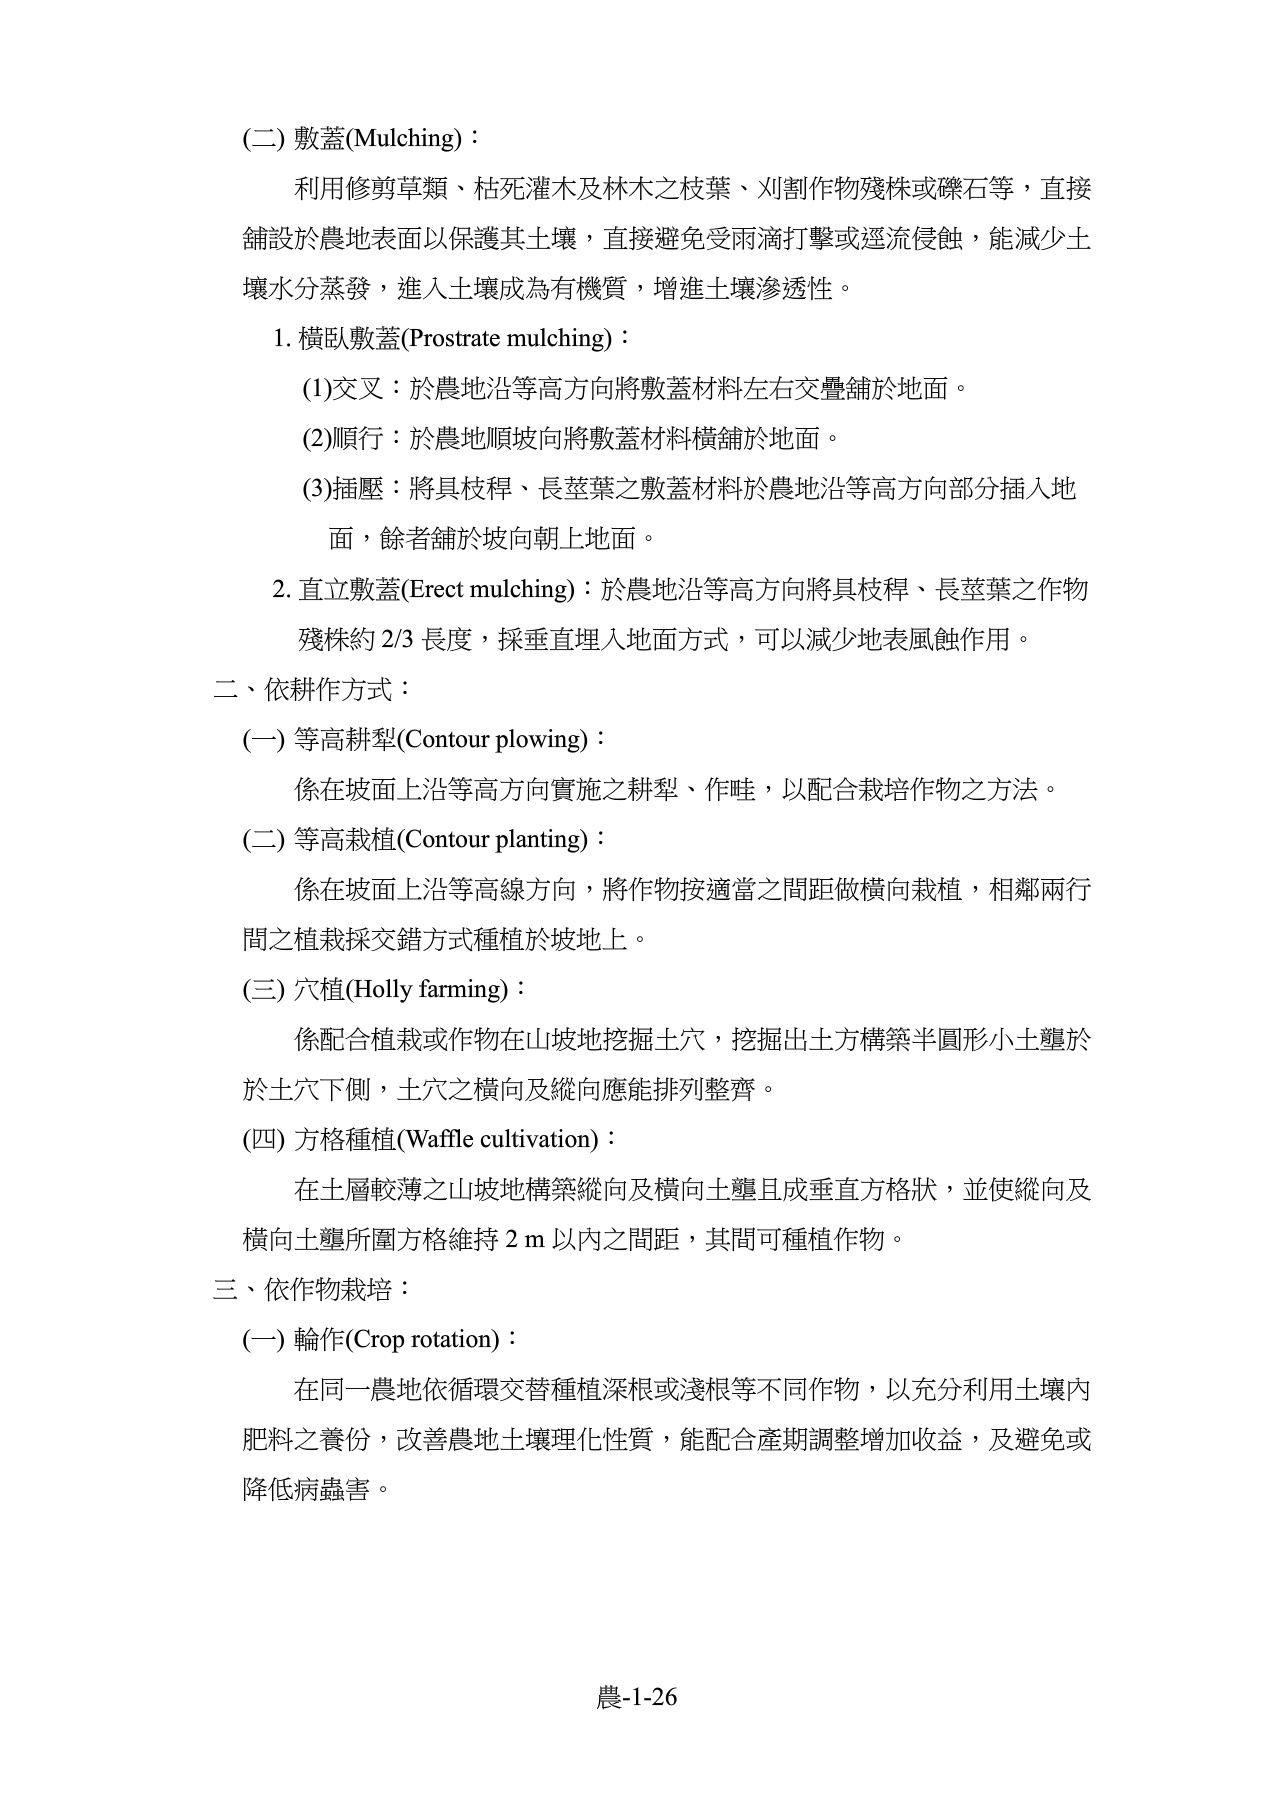 (二) 敷蓋(Mulching)：
利用修剪草類、枯死灌木及林木之枝葉、刈割作物殘株或礫石等，直接
舖設於農地表面以保護其土壤，直接避免受雨滴打擊或逕流侵蝕，能減少土
壤水分蒸發，進入土壤成為有機質，增進土壤滲透性。
1. 橫臥敷蓋(Prostrate mulching)：
(1)交叉：於農地沿等高方向將敷蓋材料左右交疊舖於地面。
(2)順行：於農地順坡向將敷蓋材料橫舖於地面。
(3)插壓：將具枝稈、長莖葉之敷蓋材料於農地沿等高方向部分插入地
面，餘者舖於坡向朝上地面。
2. 直立敷蓋(Erect mulching)：於農地沿等高方向將具枝稈、長莖葉之作物
殘株約 2/3 長度，採垂直埋入地面方式，可以減少地表風蝕作用。
二、依耕作方式：
(一) 等高耕犁(Contour plowing)：
係在坡面上沿等高方向實施之耕犁、作畦，以配合栽培作物之方法。
(二) 等高栽植(Contour planting)：
係在坡面上沿等高線方向，將作物按適當之間距做橫向栽植，相鄰兩行
間之植栽採交錯方式種植於坡地上。
(三) 穴植(Holly farming)：
係配合植栽或作物在山坡地挖掘土穴，挖掘出土方構築半圓形小土壟於
於土穴下側，土穴之橫向及縱向應能排列整齊。
(四) 方格種植(Waffle cultivation)：
在土層較薄之山坡地構築縱向及橫向土壟且成垂直方格狀，並使縱向及
橫向土壟所圍方格維持 2 m 以內之間距，其間可種植作物。
三、依作物栽培：
(一) 輪作(Crop rotation)：
在同一農地依循環交替種植深根或淺根等不同作物，以充分利用土壤內
肥料之養份，改善農地土壤理化性質，能配合產期調整增加收益，及避免或
降低病蟲害。
農-1-26